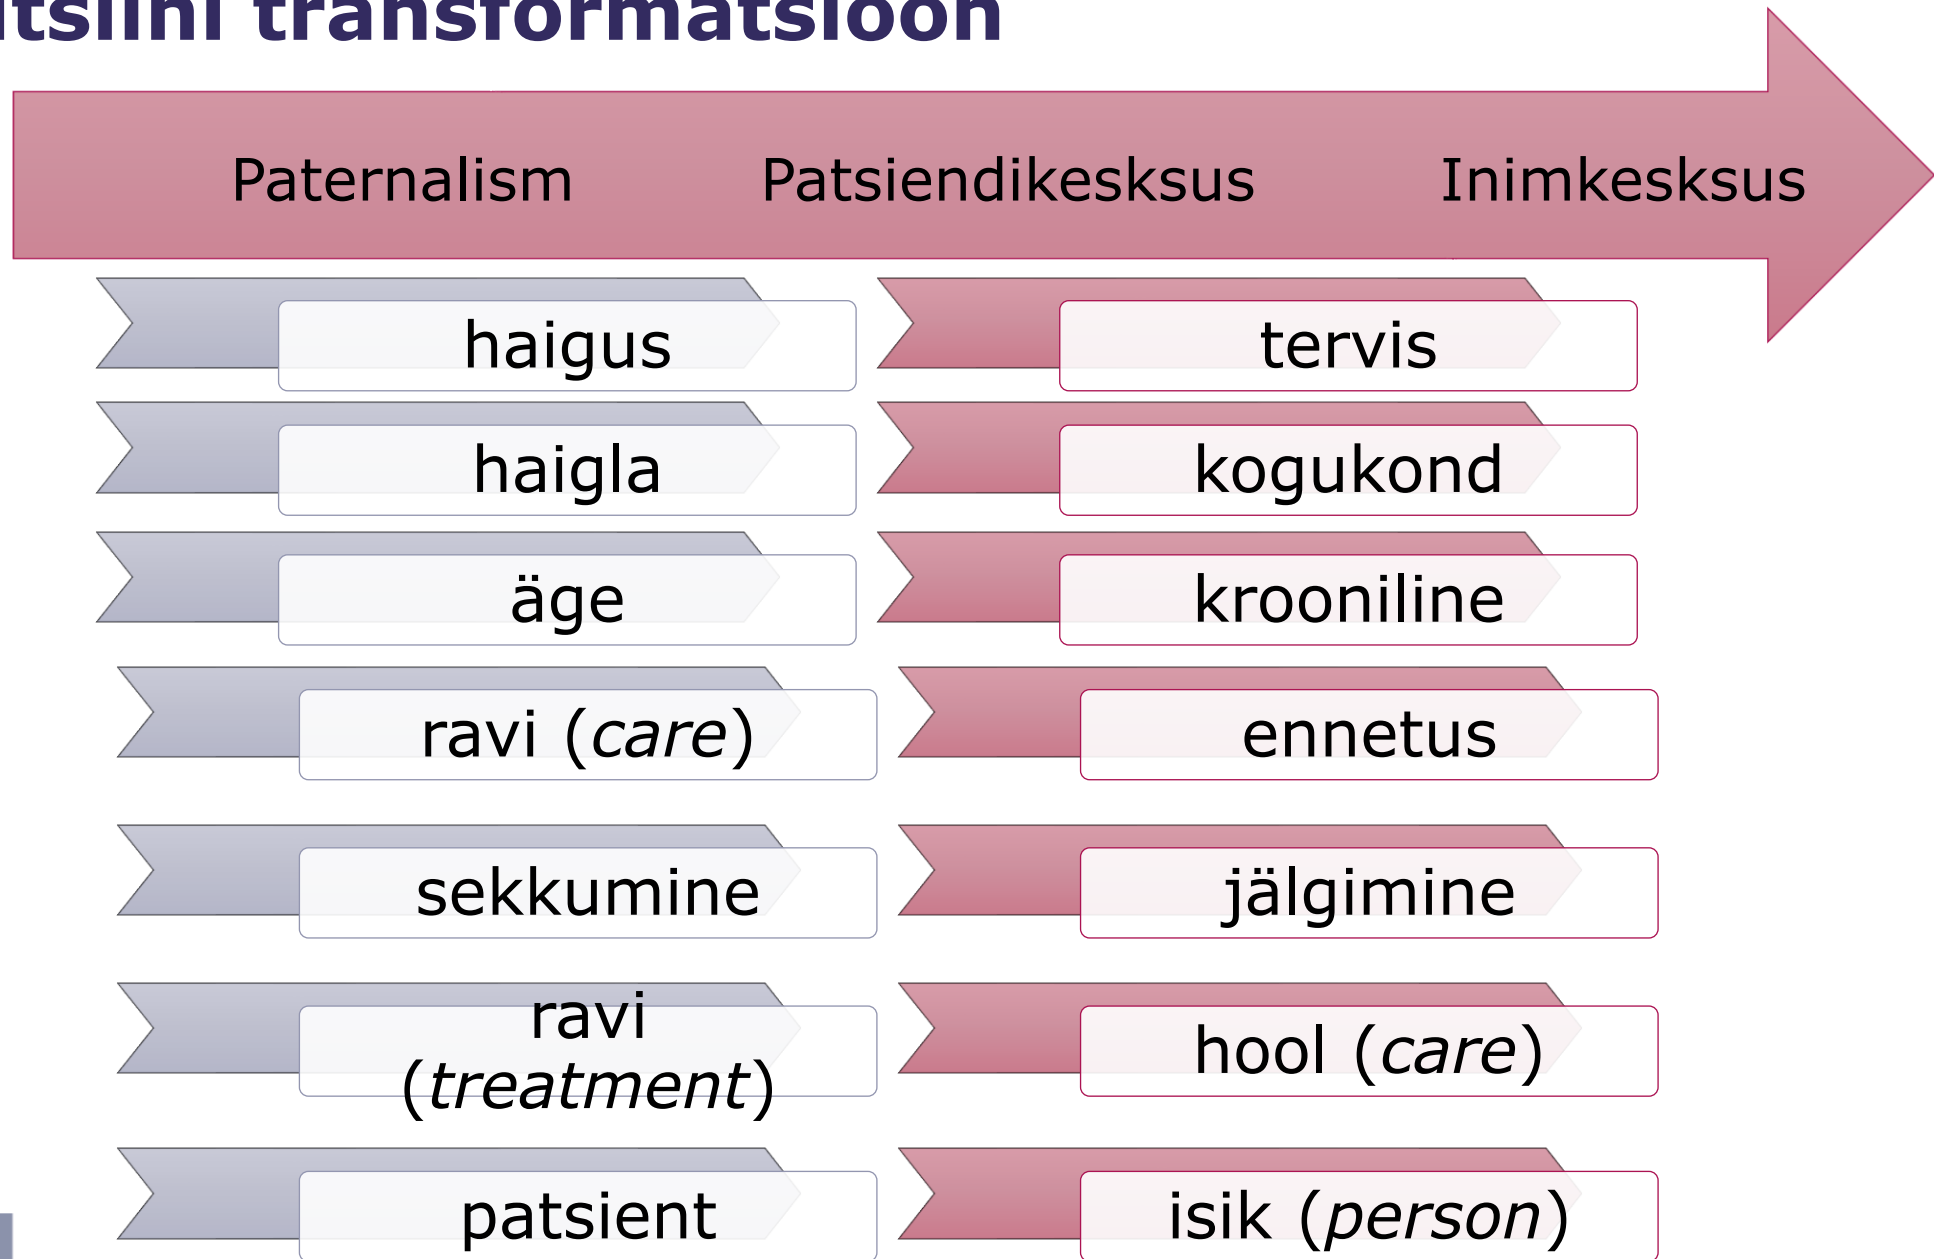 transformatsioon
Paternalism Patsiendikesksus Inimkesksus
haigus tervis
haigla kogukond
äge krooniline
ravi (care) ennetus
sekkumine jälgimine
ravi
(treatment) hool (care)
patsient isik (person)